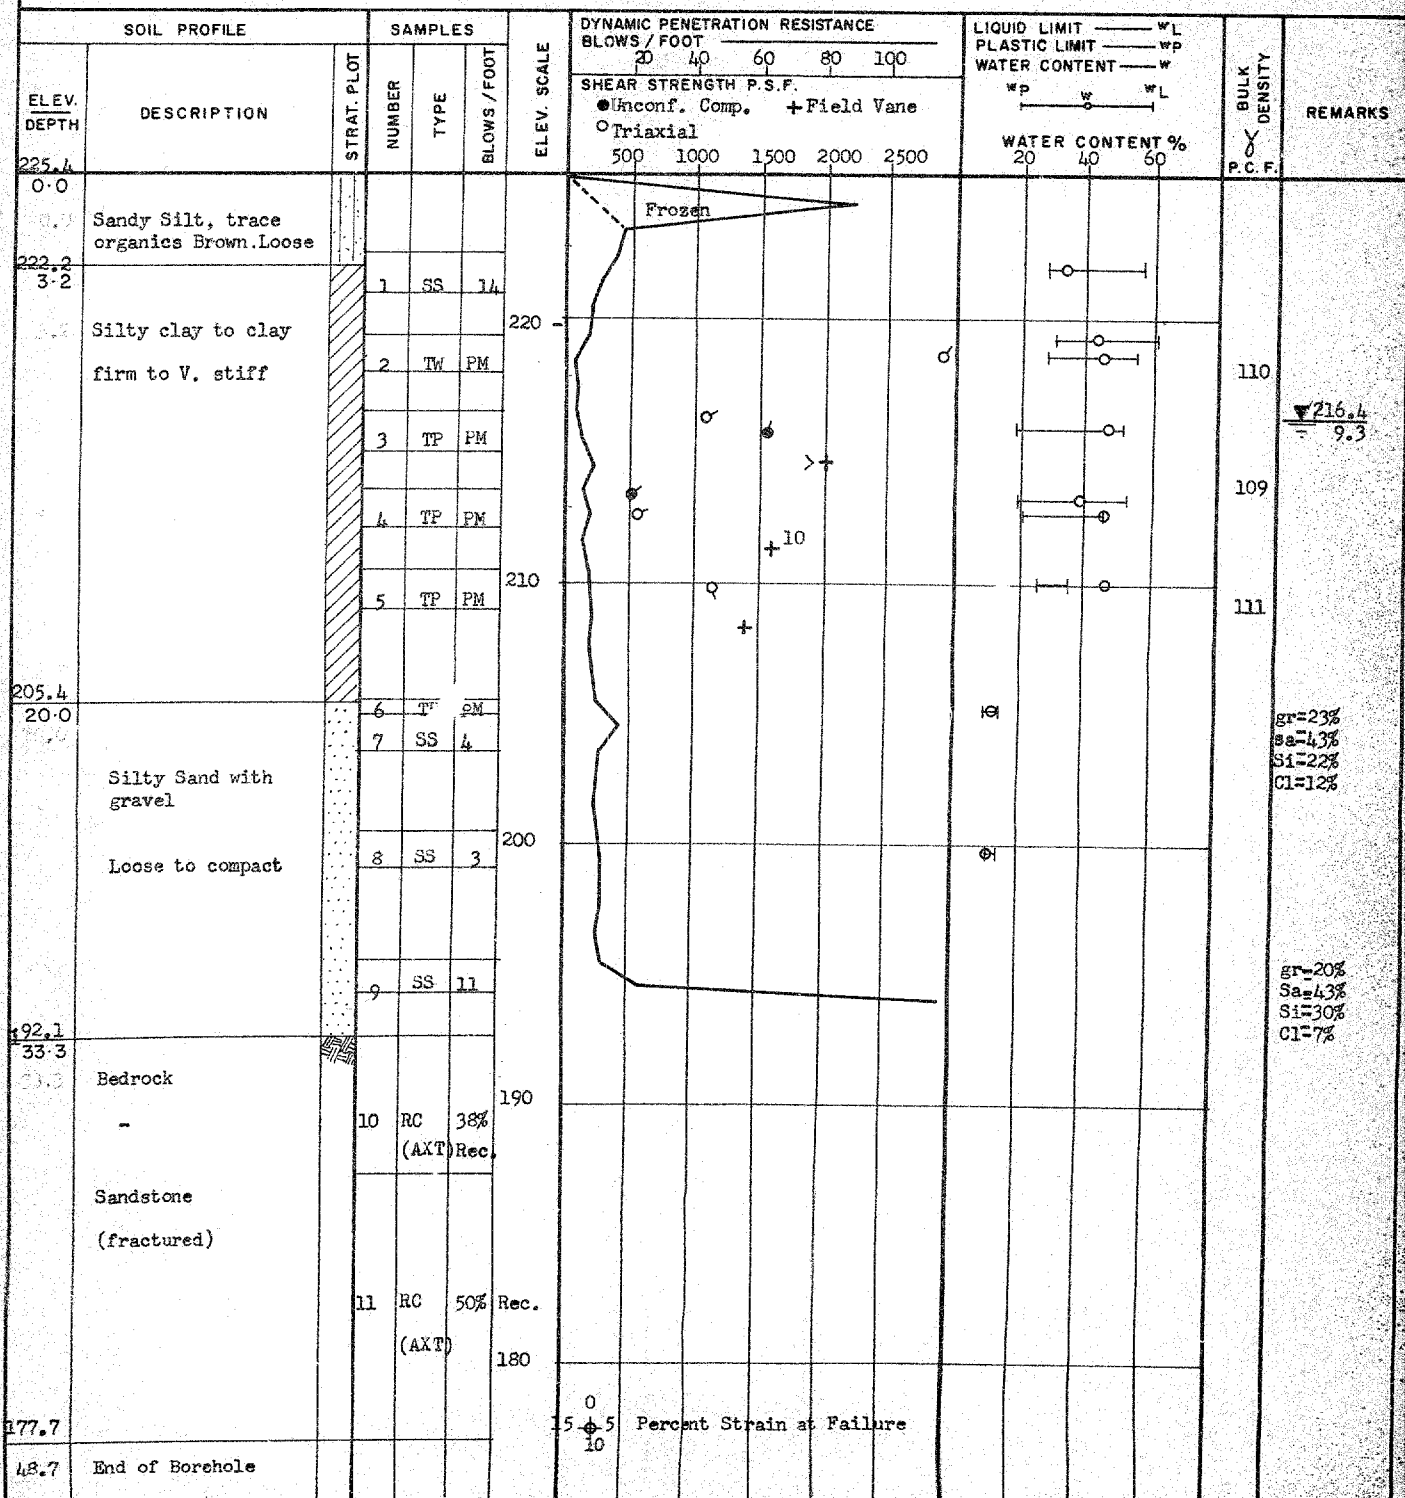 SOIL PROFILE
SAMPLES
ELEV.
DEPTH
DESCRIPTION
STRAT. PLOT
NUMBER
TYPE
BLOWS / FOOT
ELEV. SCALE
DYNAMIC PENETRATION RESISTANCE
BLOWS / FOOT
20 40 60 80 100
SHEAR STRENGTH P.S.F.
Unconf. Comp. + Field Vane
Triaxial
500 1000 1500 2000 2500
LIQUID LIMIT wL
PLASTIC LIMIT wP
WATER CONTENT w
wP w wL
WATER CONTENT %
20 40 60
BULK DENSITY
γ
P.C.F.
REMARKS
225.4
0.0
Sandy Silt, trace
organics Brown.Loose
Frozen
222.2
3.2
1 SS 14
Silty clay to clay
firm to V. stiff
220
2 TW PM
110
216.4
9.3
3 TP PM
109
4 TP PM
10
210
5 TP PM
111
205.4
20.0
6 PM
7 SS 4
gr=23%
sa=43%
Si=22%
Cl=12%
Silty Sand with
gravel
Loose to compact
200
8 SS 3
9 SS 11
gr=20%
Sa=43%
Si=30%
Cl=7%
192.1
33.3
Bedrock
-
190
10 RC 38%
(AXT) Rec.
Sandstone
(fractured)
11 RC 50% Rec.
(AXT)
180
0
15 5 Percent Strain at Failure
10
177.7
48.7 End of Borehole